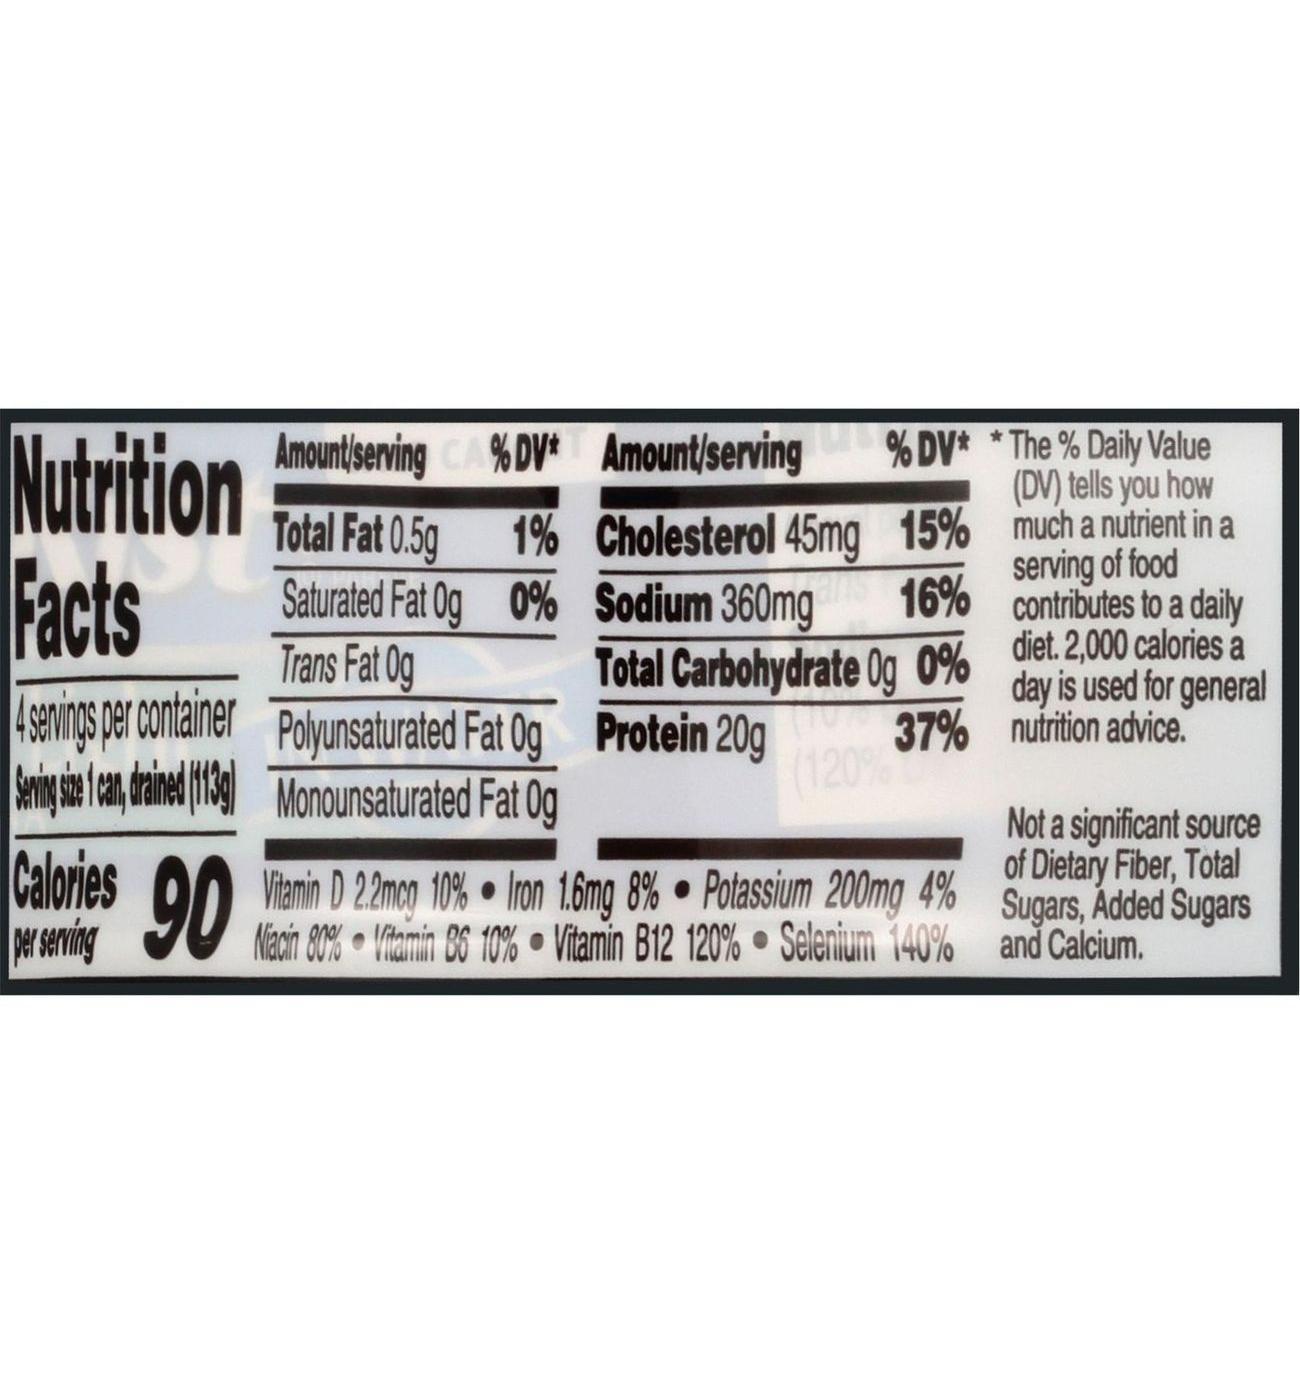 Nutrition
Facts
4 servings per container
Serving size 1 can, drained (113g)
Calories 90
per serving
Amount/serving % DV*
Total Fat 0.5g 1%
Saturated Fat 0g 0%
Trans Fat 0g
Polyunsaturated Fat 0g
Monounsaturated Fat 0g
Amount/serving % DV*
Cholesterol 45mg 15%
Sodium 360mg 16%
Total Carbohydrate 0g 0%
Protein 20g 37%
Vitamin D 2.2mcg 10% • Iron 1.6mg 8% • Potassium 200mg 4%
Niacin 80% • Vitamin B6 10% • Vitamin B12 120% • Selenium 140%
* The % Daily Value
(DV) tells you how
much a nutrient in a
serving of food
contributes to a daily
diet. 2,000 calories a
day is used for general
nutrition advice.
Not a significant source
of Dietary Fiber, Total
Sugars, Added Sugars
and Calcium.